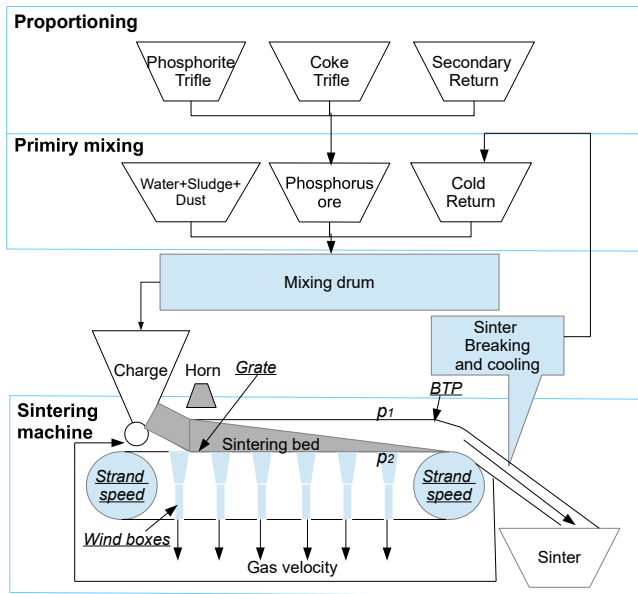 Proportioning
Phosphorite
Trifle
Coke
Trifle
Secondary
Return
Primiry mixing
Water+Sludge+
Dust
Phosphorus
ore
Cold
Return
Mixing drum
Charge
Horn
Grate
Sinter
Breaking
and cooling
BTP
Sintering
machine
p1
Sintering bed
p2
Strand
speed
Strand
speed
Wind boxes
Gas velocity
Sinter